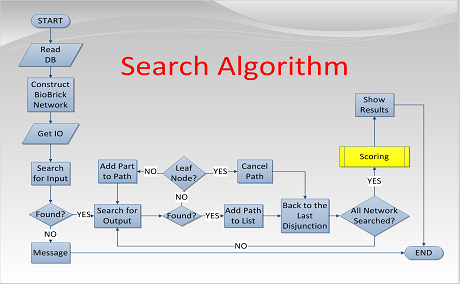 START
Read
DB
Search Algorithm
Construct
BioBrick
Network
Show
Results
Get IO
Scoring
Search
for Input
Add Part
to Path
NO
Leaf
Node?
YES
Cancel
Path
YES
NO
Found?
YES
Search for
Output
Found?
YES
Add Path
to List
Back to the
Last
Disjunction
All Network
Searched?
NO
NO
Message
END